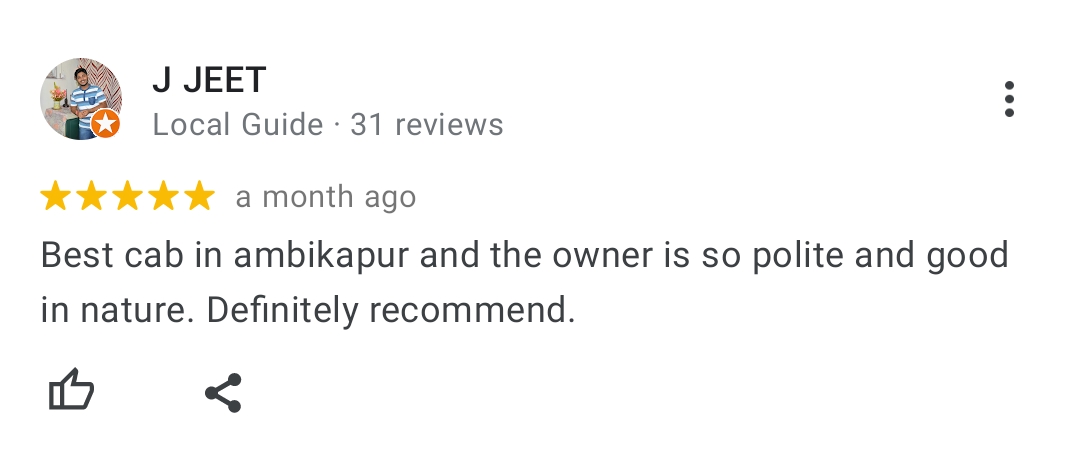 J JEET
Local Guide · 31 reviews
a month ago
Best cab in ambikapur and the owner is so polite and good
in nature. Definitely recommend.